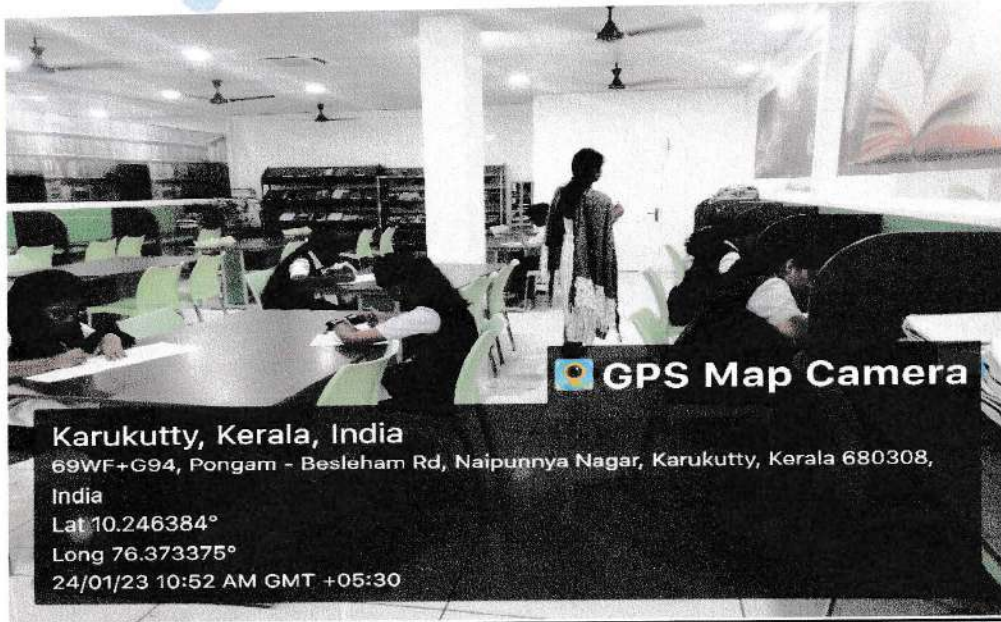 GPS Map Camera
Karukutty, Kerala, India
69WF+G94, Pongam - Besleham Rd, Naipunnya Nagar, Karukutty, Kerala 680308,
India
Lat 10.246384°
Long 76.373375°
24/01/23 10:52 AM GMT +05:30